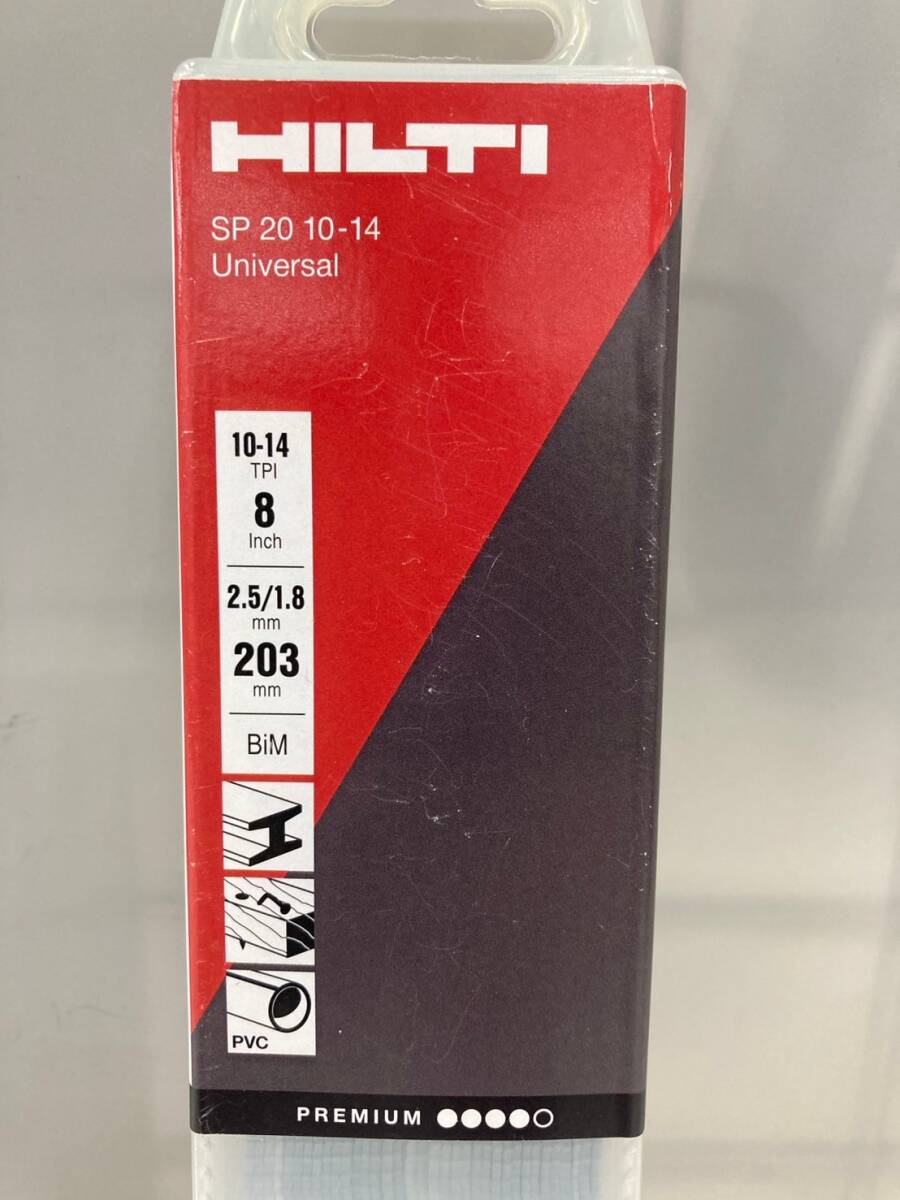 HILTI
SP 20 10-14
Universal
10-14
TPI
8
Inch
2.5/1.8
mm
203
mm
BiM
PVC
PREMIUM